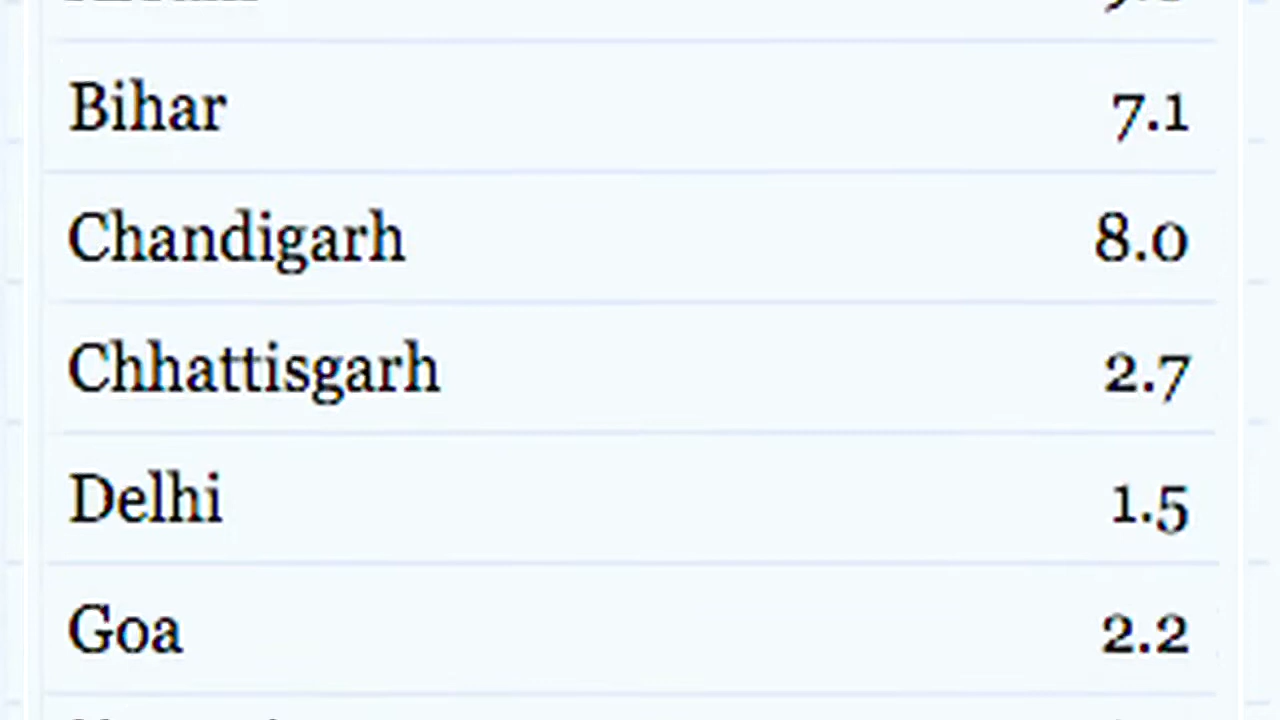 Bihar 7.1
Chandigarh 8.0
Chhattisgarh 2.7
Delhi 1.5
Goa 2.2